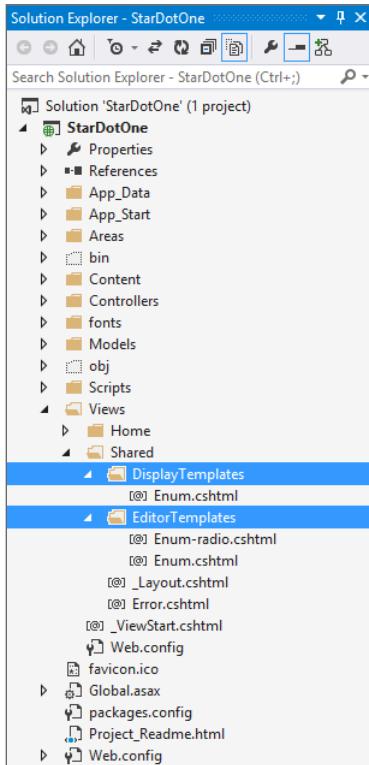 Solution Explorer - StarDotOne
Search Solution Explorer - StarDotOne (Ctrl+;)
Solution 'StarDotOne' (1 project)
StarDotOne
Properties
References
App_Data
App_Start
Areas
bin
Content
Controllers
fonts
Models
obj
Scripts
Views
Home
Shared
DisplayTemplates
Enum.cshtml
EditorTemplates
Enum-radio.cshtml
Enum.cshtml
_Layout.cshtml
Error.cshtml
_ViewStart.cshtml
Web.config
favicon.ico
Global.asax
packages.config
Project_Readme.html
Web.config